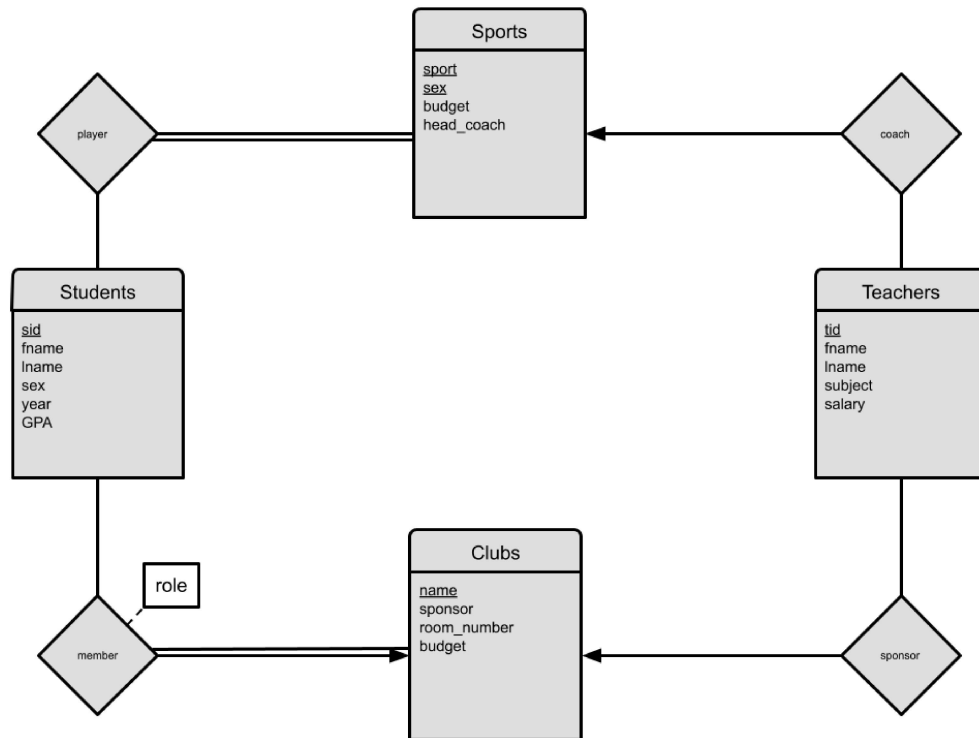 Sports
sport
sex
budget
head_coach
player
coach
Students
sid
fname
lname
sex
year
GPA
Teachers
tid
fname
lname
subject
salary
role
Clubs
name
sponsor
room_number
budget
member
sponsor